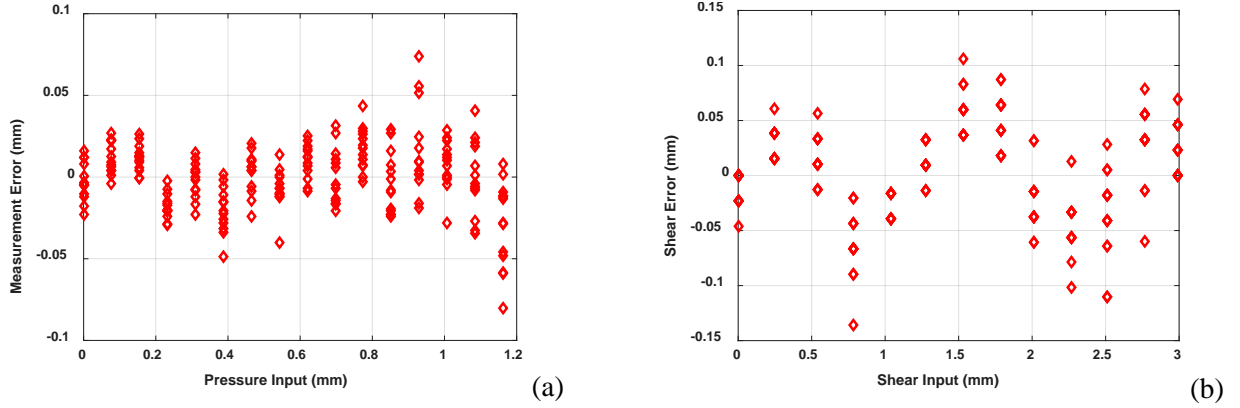 0.1
0.05
0
-0.05
-0.1
Measurement Error (mm)
0 0.2 0.4 0.6 0.8 1 1.2
Pressure Input (mm)
(a)
0.15
0.1
0.05
0
-0.05
-0.1
-0.15
Shear Error (mm)
0 0.5 1 1.5 2 2.5 3
Shear Input (mm)
(b)